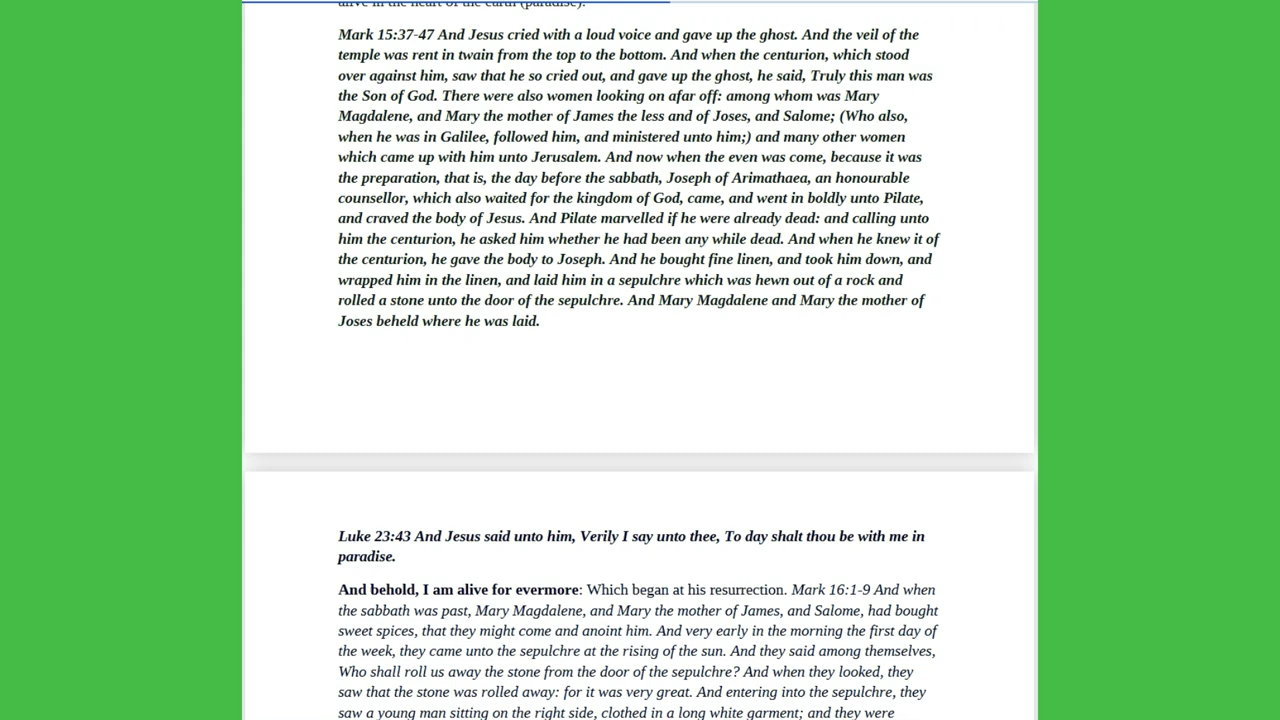 alive in the heart of the earth (paradise).
Mark 15:37-47 And Jesus cried with a loud voice and gave up the ghost. And the veil of the
temple was rent in twain from the top to the bottom. And when the centurion, which stood
over against him, saw that he so cried out, and gave up the ghost, he said, Truly this man was
the Son of God. There were also women looking on afar off: among whom was Mary
Magdalene, and Mary the mother of James the less and of Joses, and Salome; (Who also,
when he was in Galilee, followed him, and ministered unto him;) and many other women
which came up with him unto Jerusalem. And now when the even was come, because it was
the preparation, that is, the day before the sabbath, Joseph of Arimathaea, an honourable
counsellor, which also waited for the kingdom of God, came, and went in boldly unto Pilate,
and craved the body of Jesus. And Pilate marvelled if he were already dead: and calling unto
him the centurion, he asked him whether he had been any while dead. And when he knew it of
the centurion, he gave the body to Joseph. And he bought fine linen, and took him down, and
wrapped him in the linen, and laid him in a sepulchre which was hewn out of a rock and
rolled a stone unto the door of the sepulchre. And Mary Magdalene and Mary the mother of
Joses beheld where he was laid.
Luke 23:43 And Jesus said unto him, Verily I say unto thee, To day shalt thou be with me in
paradise.
And behold, I am alive for evermore: Which began at his resurrection. Mark 16:1-9 And when
the sabbath was past, Mary Magdalene, and Mary the mother of James, and Salome, had bought
sweet spices, that they might come and anoint him. And very early in the morning the first day of
the week, they came unto the sepulchre at the rising of the sun. And they said among themselves,
Who shall roll us away the stone from the door of the sepulchre? And when they looked, they
saw that the stone was rolled away: for it was very great. And entering into the sepulchre, they
saw a young man sitting on the right side, clothed in a long white garment; and they were